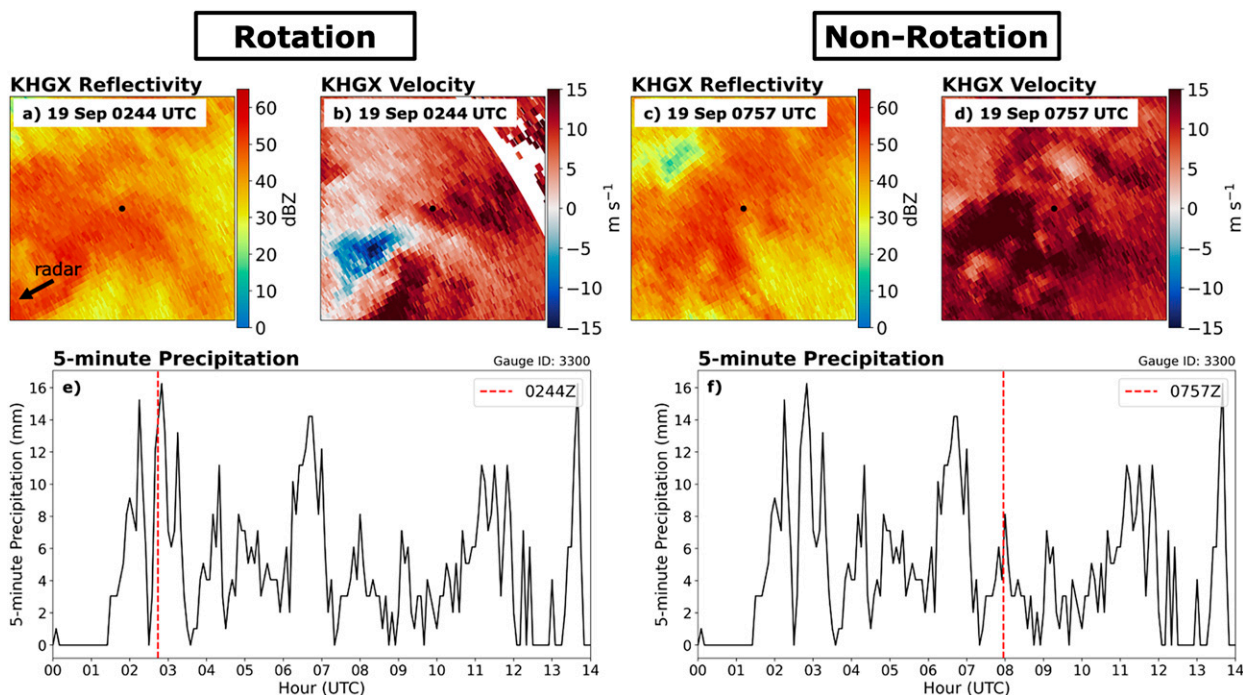 Rotation
Non-Rotation
KHGX Reflectivity
a) 19 Sep 0244 UTC
radar
60
50
40
30
20
10
0
dBZ
KHGX Velocity
b) 19 Sep 0244 UTC
15
10
5
0
−5
−10
−15
m s⁻¹
KHGX Reflectivity
c) 19 Sep 0757 UTC
60
50
40
30
20
10
0
dBZ
KHGX Velocity
d) 19 Sep 0757 UTC
15
10
5
0
−5
−10
−15
m s⁻¹
5-minute Precipitation
Gauge ID: 3300
e)
0244Z
5-minute Precipitation (mm)
16
14
12
10
8
6
4
2
0
00 01 02 03 04 05 06 07 08 09 10 11 12 13 14
Hour (UTC)
5-minute Precipitation
Gauge ID: 3300
f)
0757Z
5-minute Precipitation (mm)
16
14
12
10
8
6
4
2
0
00 01 02 03 04 05 06 07 08 09 10 11 12 13 14
Hour (UTC)